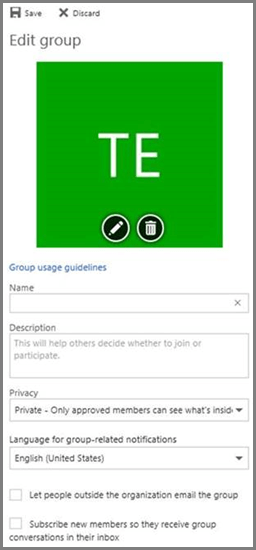 Save Discard
Edit group
TE
Group usage guidelines
Name
Description
This will help others decide whether to join or
participate.
Privacy
Private - Only approved members can see what's insid
Language for group-related notifications
English (United States)
Let people outside the organization email the group
Subscribe new members so they receive group
conversations in their inbox